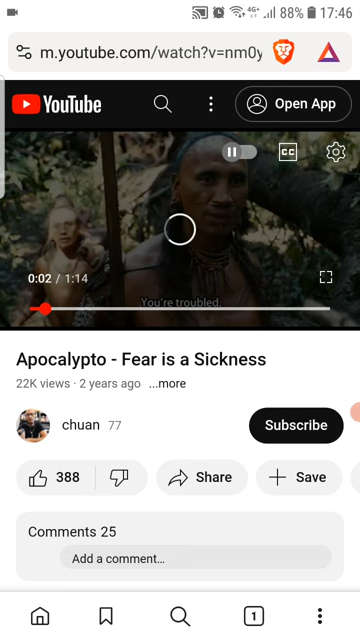 4G+ 88% 17:46
m.youtube.com/watch?v=nm0y
YouTube Open App
CC
0:02 / 1:14
You're troubled.
Apocalypto - Fear is a Sickness
22K views · 2 years ago ...more
chuan 77 Subscribe
388 Share Save
Comments 25
Add a comment...
1